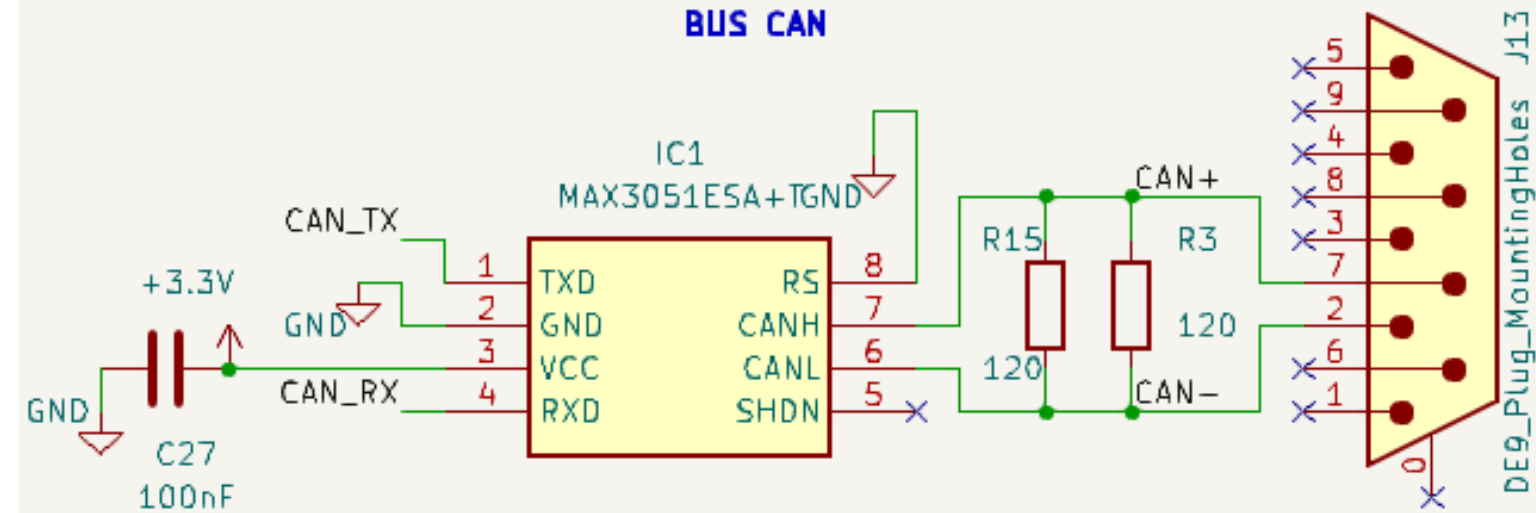 BUS CAN
J13
DE9_Plug_MountingHoles
5
9
4
8
3
7
2
6
1
0
IC1
MAX3051ESA+T
GND
CAN_TX
+3.3V
GND
GND
C27
100nF
CAN_RX
1
2
3
4
TXD
GND
VCC
RXD
RS
CANH
CANL
SHDN
8
7
6
5
CAN+
R15
120
R3
120
CAN-